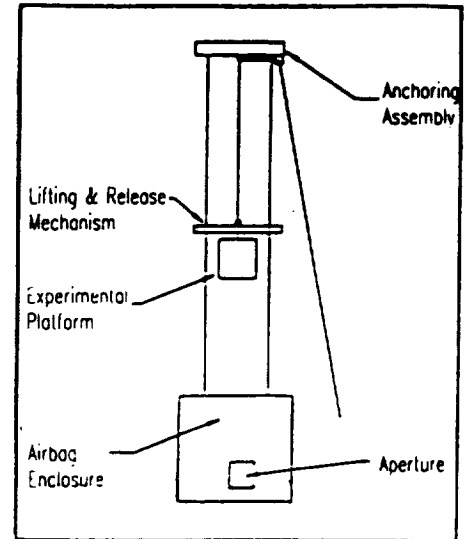 Anchoring
Assembly
Lifting & Release
Mechanism
Experimental
Platform
Airbag
Enclosure
Aperture